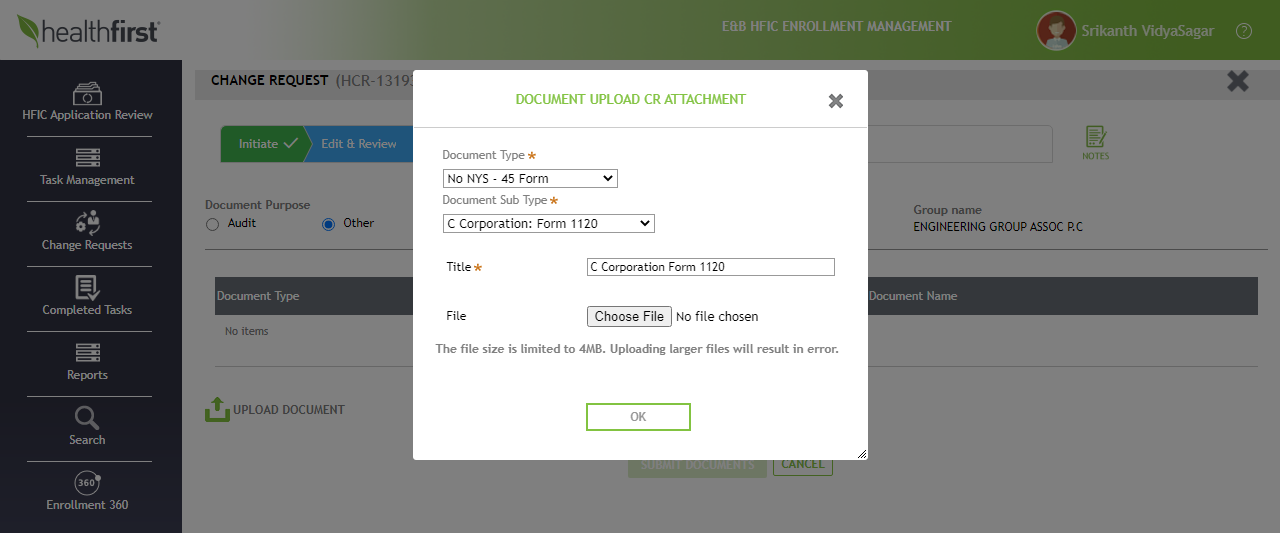 healthfirst
E&B HFIC ENROLLMENT MANAGEMENT
Srikanth VidyaSagar
?
HFIC Application Review
Task Management
Change Requests
Completed Tasks
Reports
Search
360°
Enrollment 360
CHANGE REQUEST (HCR-13193
Initiate
Edit & Review
NOTES
Document Purpose
Audit
Other
Group name
ENGINEERING GROUP ASSOC P.C
Document Type
Document Name
No items
UPLOAD DOCUMENT
SUBMIT DOCUMENTS
CANCEL
DOCUMENT UPLOAD CR ATTACHMENT
Document Type *
No NYS - 45 Form
Document Sub Type *
C Corporation: Form 1120
Title *
C Corporation Form 1120
File
Choose File No file chosen
The file size is limited to 4MB. Uploading larger files will result in error.
OK